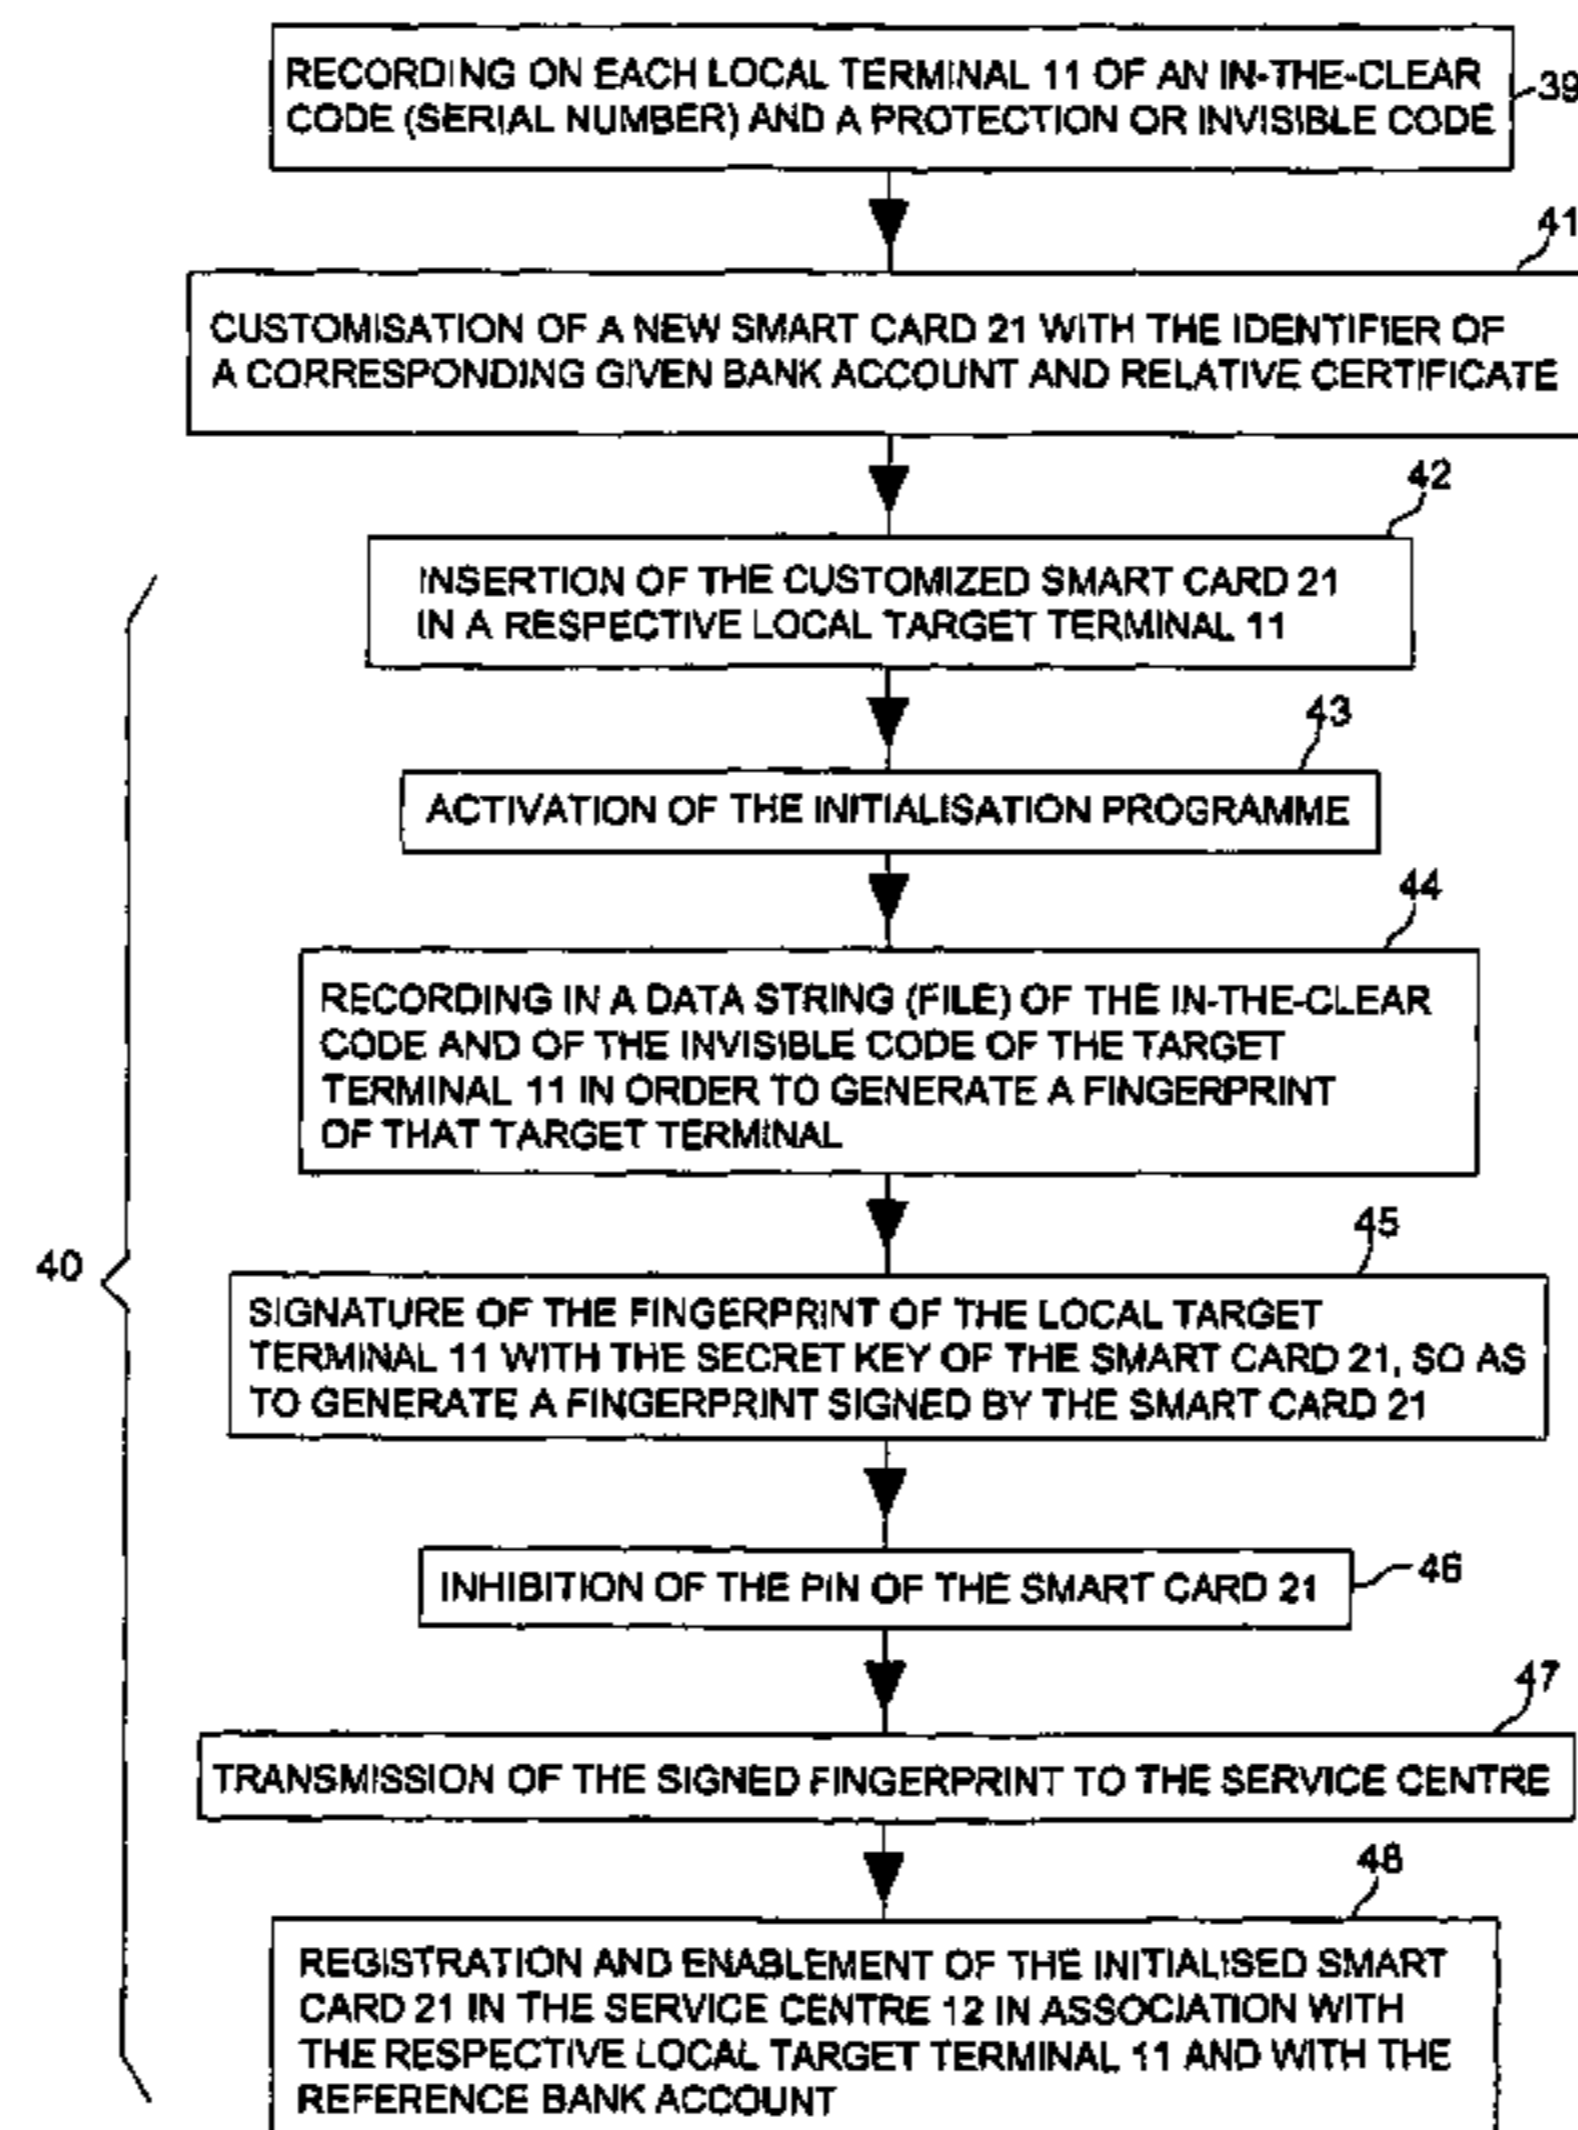 RECORDING ON EACH LOCAL TERMINAL 11 OF AN IN-THE-CLEAR
CODE (SERIAL NUMBER) AND A PROTECTION OR INVISIBLE CODE
39
41
CUSTOMISATION OF A NEW SMART CARD 21 WITH THE IDENTIFIER OF
A CORRESPONDING GIVEN BANK ACCOUNT AND RELATIVE CERTIFICATE
42
INSERTION OF THE CUSTOMIZED SMART CARD 21
IN A RESPECTIVE LOCAL TARGET TERMINAL 11
43
ACTIVATION OF THE INITIALISATION PROGRAMME
44
RECORDING IN A DATA STRING (FILE) OF THE IN-THE-CLEAR
CODE AND OF THE INVISIBLE CODE OF THE TARGET
TERMINAL 11 IN ORDER TO GENERATE A FINGERPRINT
OF THAT TARGET TERMINAL
40
45
SIGNATURE OF THE FINGERPRINT OF THE LOCAL TARGET
TERMINAL 11 WITH THE SECRET KEY OF THE SMART CARD 21, SO AS
TO GENERATE A FINGERPRINT SIGNED BY THE SMART CARD 21
INHIBITION OF THE PIN OF THE SMART CARD 21
46
47
TRANSMISSION OF THE SIGNED FINGERPRINT TO THE SERVICE CENTRE
48
REGISTRATION AND ENABLEMENT OF THE INITIALISED SMART
CARD 21 IN THE SERVICE CENTRE 12 IN ASSOCIATION WITH
THE RESPECTIVE LOCAL TARGET TERMINAL 11 AND WITH THE
REFERENCE BANK ACCOUNT